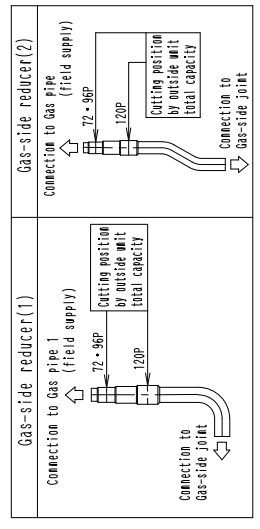 Gas-side reducer(1)
Connection to Gas pipe 1
(field supply)
72・96P
120P
Cutting position
by outside unit
total capacity
Connection to
Gas-side joint
Gas-side reducer(2)
Connection to Gas pipe
(field supply)
72・96P
120P
Cutting position
by outside unit
total capacity
Connection to
Gas-side joint